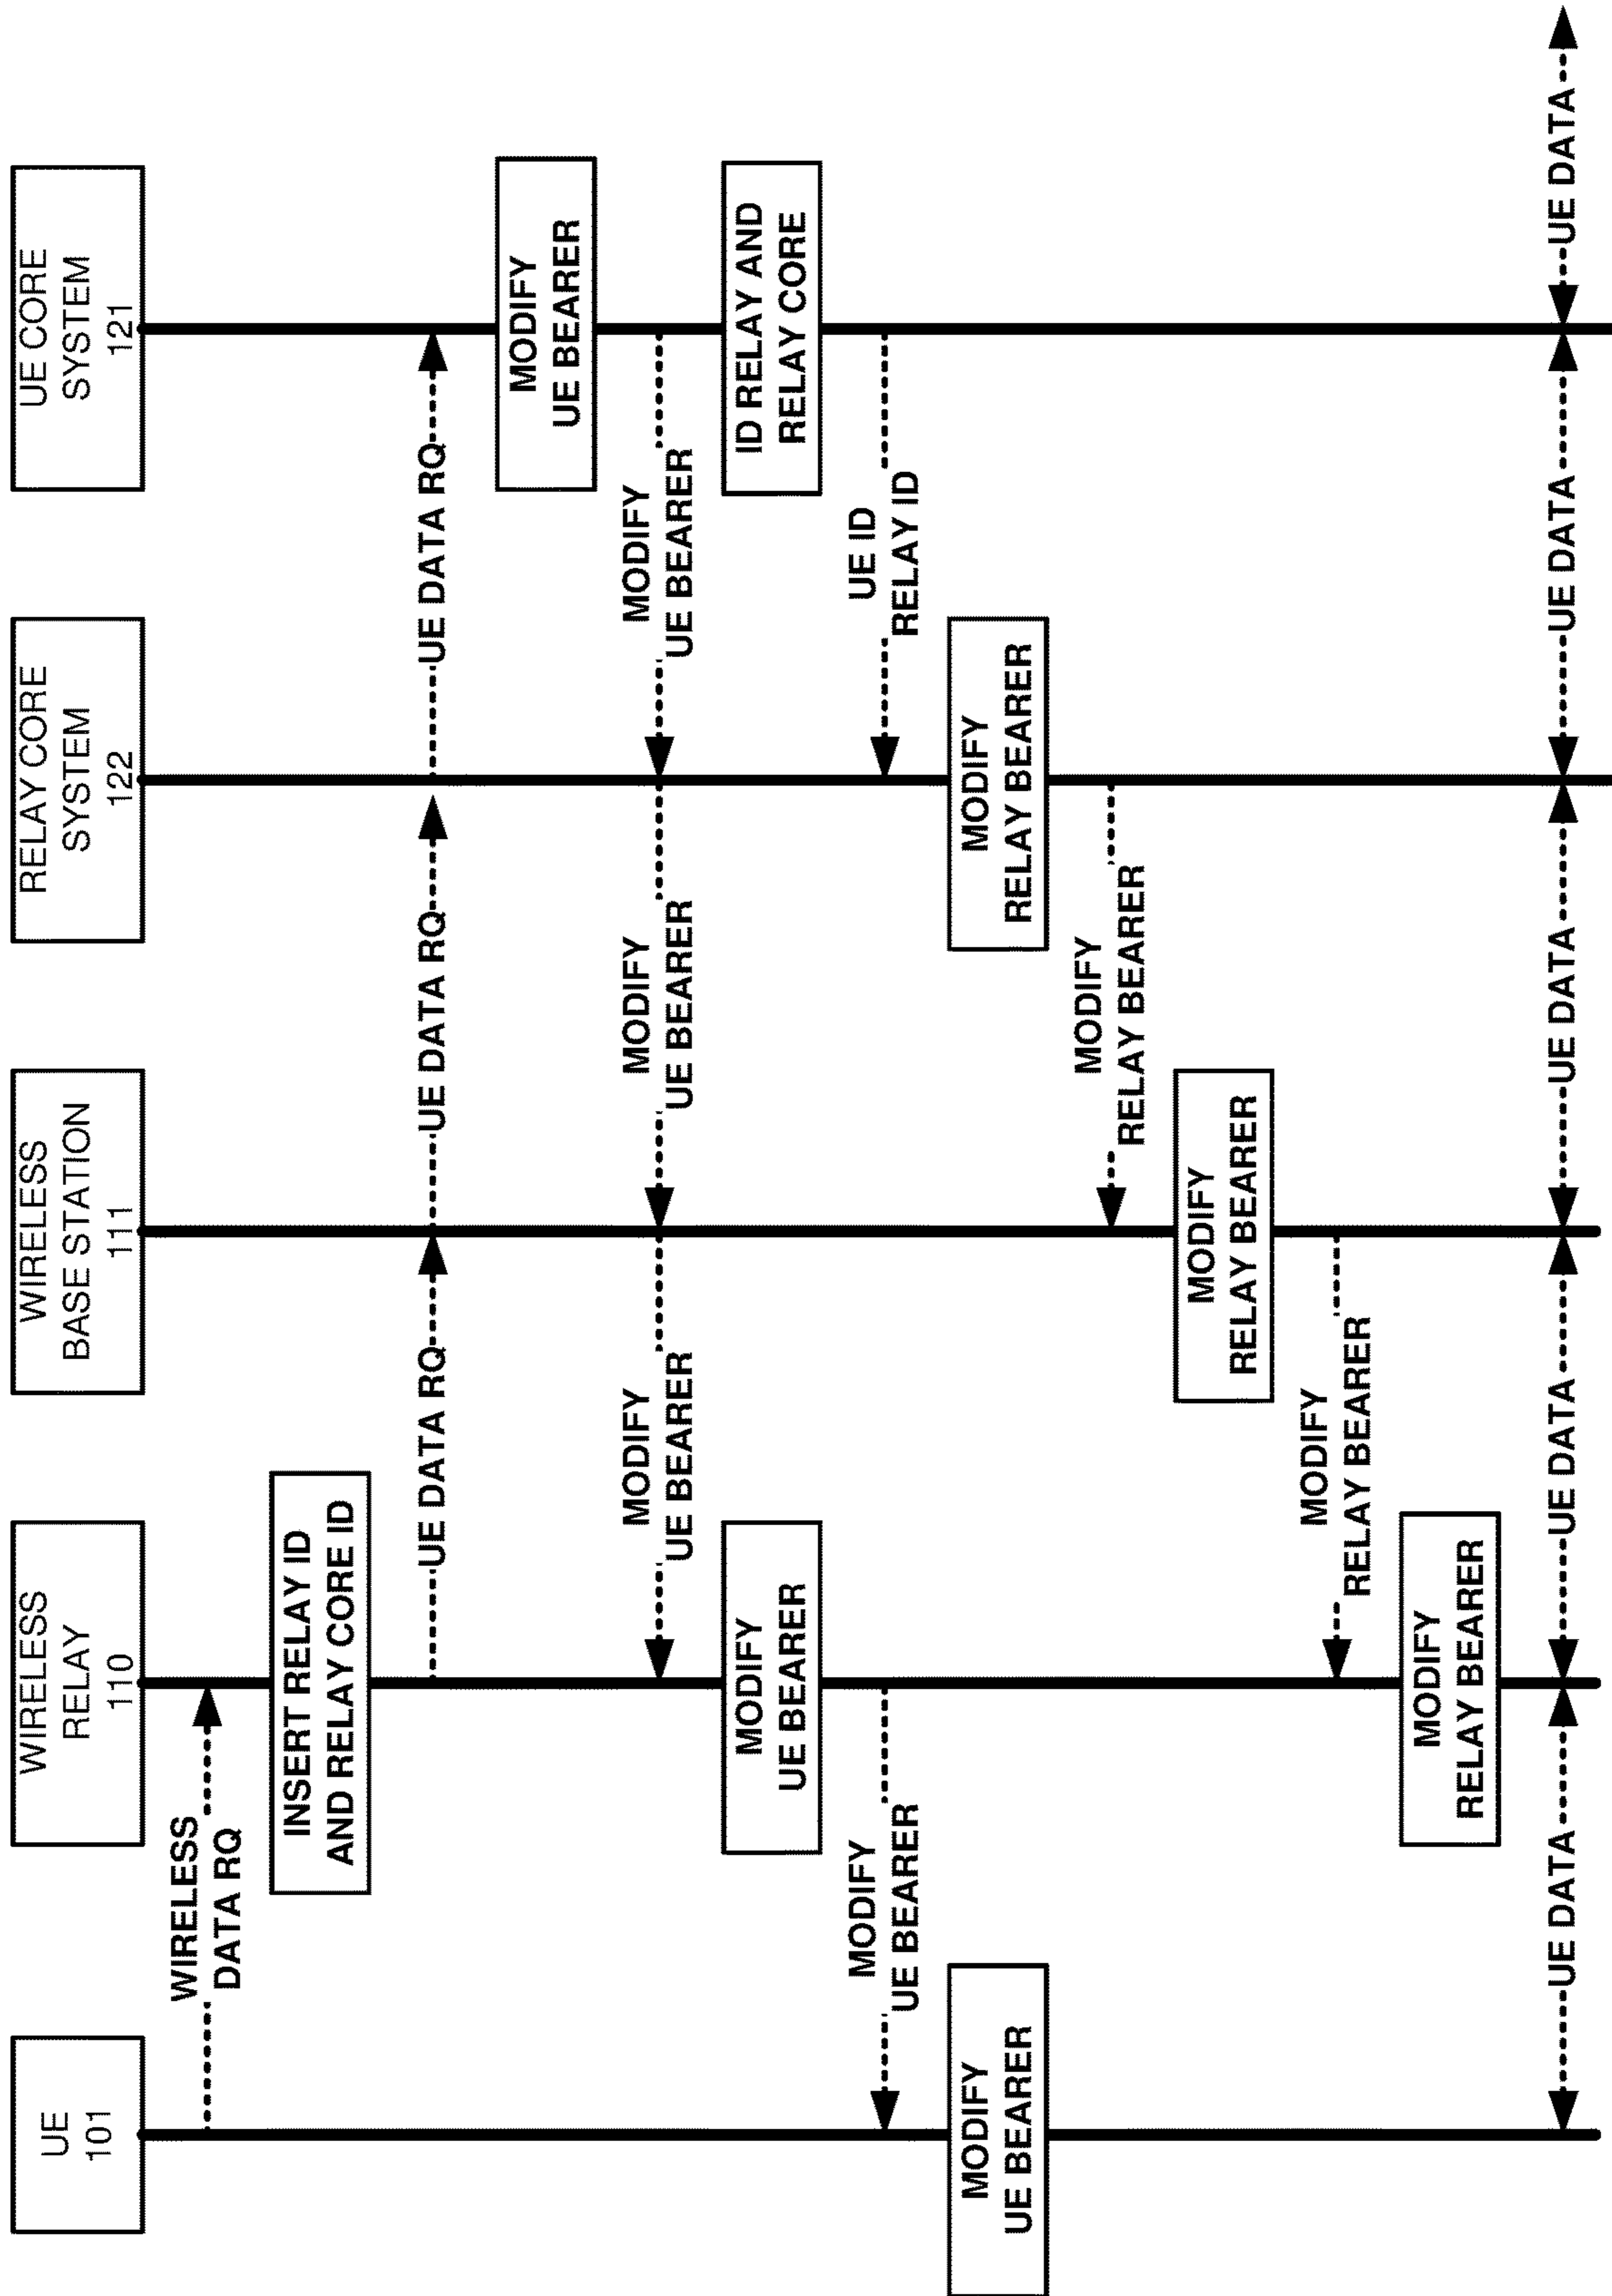 UE
101
WIRELESS
RELAY
110
WIRELESS
BASE STATION
111
RELAY CORE
SYSTEM
122
UE CORE
SYSTEM
121
WIRELESS
DATA RQ
INSERT RELAY ID
AND RELAY CORE ID
UE DATA RQ
UE DATA RQ
UE DATA RQ
MODIFY
UE BEARER
MODIFY
UE BEARER
MODIFY
UE BEARER
MODIFY
UE BEARER
MODIFY
UE BEARER
ID RELAY AND
RELAY CORE
MODIFY
UE BEARER
UE ID
RELAY ID
MODIFY
UE BEARER
MODIFY
RELAY BEARER
MODIFY
RELAY BEARER
MODIFY
RELAY BEARER
MODIFY
RELAY BEARER
MODIFY
RELAY BEARER
UE DATA
UE DATA
UE DATA
UE DATA
UE DATA